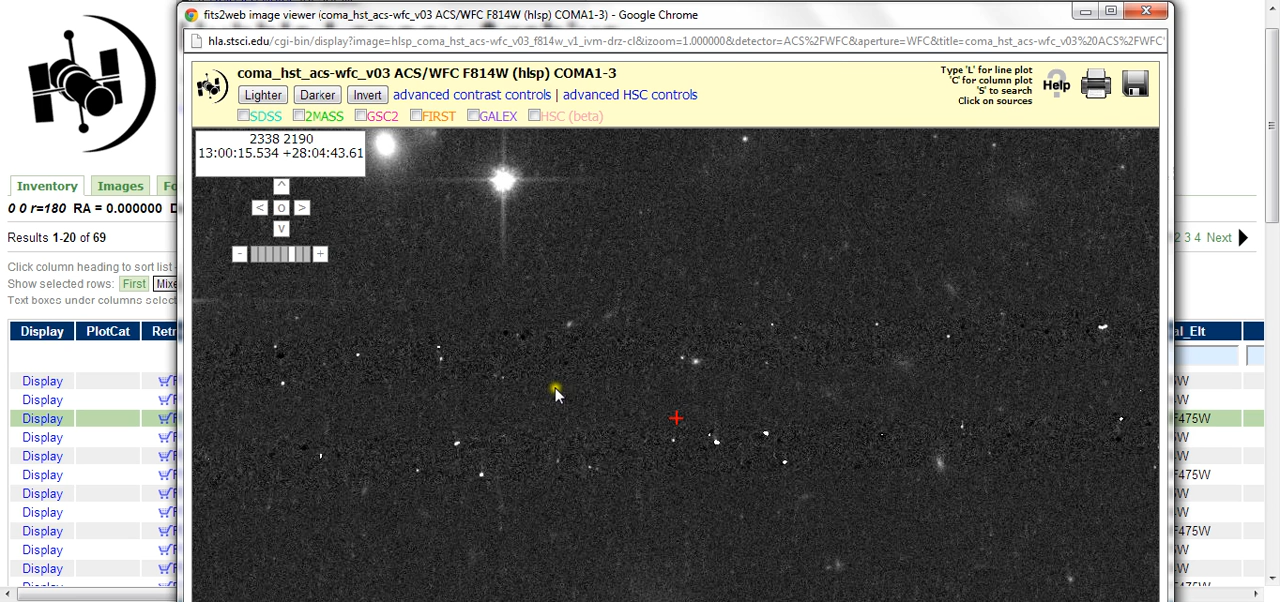 fits2web image viewer (coma_hst_acs-wfc_v03 ACS/WFC F814W (hlsp) COMA1-3) - Google Chrome
hla.stsci.edu/cgi-bin/display?image=hlsp_coma_hst_acs-wfc_v03_f814w_v1_ivm-drz-cl&izoom=1.000000&detector=ACS%2FWFC&aperture=WFC&title=coma_hst_acs-wfc_v03%20ACS%2FWFC
coma_hst_acs-wfc_v03 ACS/WFC F814W (hlsp) COMA1-3
Lighter Darker Invert advanced contrast controls | advanced HSC controls
SDSS 2MASS GSC2 FIRST GALEX HSC (beta)
Type 'L' for line plot
'C' for column plot
'S' to search
Click on sources
Help
2338 2190
13:00:15.534 +28:04:43.61
^
< o >
v
- +
Inventory Images Fo
0 0 r=180 RA = 0.000000 D
Results 1-20 of 69
2 3 4 Next
Click column heading to sort list -
Show selected rows: First Mixe
Text boxes under columns select
Display PlotCat Retr al_Elt
Display F W
Display F W
Display F F475W
Display F W
Display F W
Display F F475W
Display F W
Display F W
Display F F475W
Display F W
Display F W
Display F475W